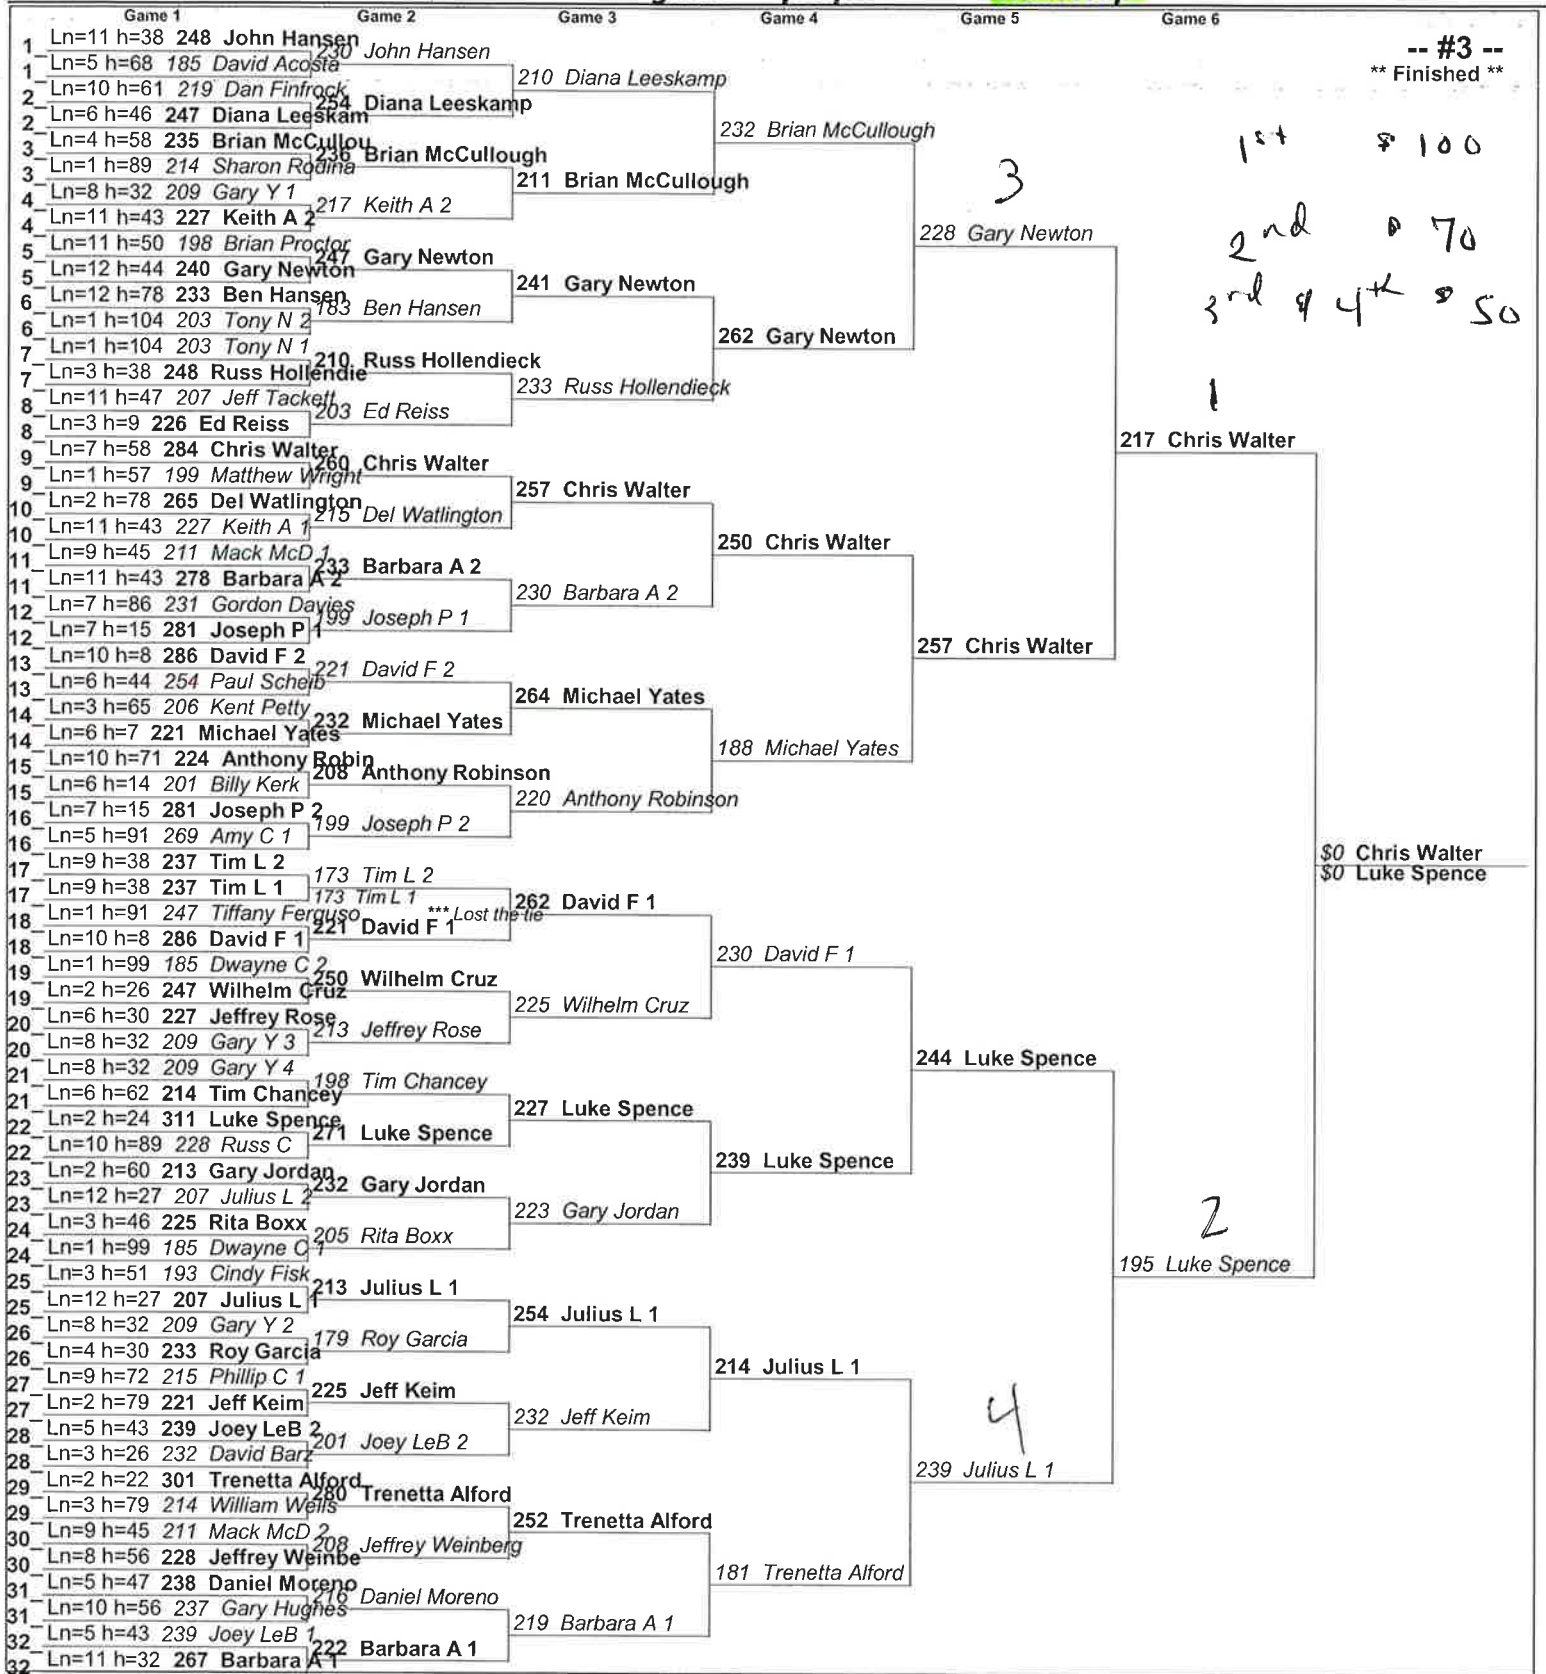 Game 1 Game 2 Game 3 Game 4 Game 5 Game 6
-- #3 --
** Finished **
1st $ 100
2nd $ 70
3rd & 4th $ 50
1 Ln=11 h=38 248 John Hansen
1 Ln=5 h=68 185 David Acosta
2 Ln=10 h=61 219 Dan Finfrock
2 Ln=6 h=46 247 Diana Leeskam
3 Ln=4 h=58 235 Brian McCullou
3 Ln=1 h=89 214 Sharon Rodina
4 Ln=8 h=32 209 Gary Y 1
4 Ln=11 h=43 227 Keith A 2
5 Ln=11 h=50 198 Brian Proctor
5 Ln=12 h=44 240 Gary Newton
6 Ln=12 h=78 233 Ben Hansen
6 Ln=1 h=104 203 Tony N 2
7 Ln=1 h=104 203 Tony N 1
7 Ln=3 h=38 248 Russ Hollendie
8 Ln=11 h=47 207 Jeff Tackett
8 Ln=3 h=9 226 Ed Reiss
9 Ln=7 h=58 284 Chris Walter
9 Ln=1 h=57 199 Matthew Wright
10 Ln=2 h=78 265 Del Watlington
10 Ln=11 h=43 227 Keith A 1
11 Ln=9 h=45 211 Mack McD 1
11 Ln=11 h=43 278 Barbara A 2
12 Ln=7 h=86 231 Gordon Davies
12 Ln=7 h=15 281 Joseph P 1
13 Ln=10 h=8 286 David F 2
13 Ln=6 h=44 254 Paul Scheib
14 Ln=3 h=65 206 Kent Petty
14 Ln=6 h=7 221 Michael Yates
15 Ln=10 h=71 224 Anthony Robin
15 Ln=6 h=14 201 Billy Kerk
16 Ln=7 h=15 281 Joseph P 2
16 Ln=5 h=91 269 Amy C 1
17 Ln=9 h=38 237 Tim L 2
17 Ln=9 h=38 237 Tim L 1
18 Ln=1 h=91 247 Tiffany Ferguso
18 Ln=10 h=8 286 David F 1
19 Ln=1 h=99 185 Dwayne C 2
19 Ln=2 h=26 247 Wilhelm Cruz
20 Ln=6 h=30 227 Jeffrey Rose
20 Ln=8 h=32 209 Gary Y 3
21 Ln=8 h=32 209 Gary Y 4
21 Ln=6 h=62 214 Tim Chancey
22 Ln=2 h=24 311 Luke Spence
22 Ln=10 h=89 228 Russ C
23 Ln=2 h=60 213 Gary Jordan
23 Ln=12 h=27 207 Julius L 2
24 Ln=3 h=46 225 Rita Boxx
24 Ln=1 h=99 185 Dwayne C 1
25 Ln=3 h=51 193 Cindy Fisk
25 Ln=12 h=27 207 Julius L 1
26 Ln=8 h=32 209 Gary Y 2
26 Ln=4 h=30 233 Roy Garcia
27 Ln=9 h=72 215 Phillip C 1
27 Ln=2 h=79 221 Jeff Keim
28 Ln=5 h=43 239 Joey LeB 2
28 Ln=3 h=26 232 David Barz
29 Ln=2 h=22 301 Trenetta Alford
29 Ln=3 h=79 214 William Wells
30 Ln=9 h=45 211 Mack McD 2
30 Ln=8 h=56 228 Jeffrey Weinbe
31 Ln=5 h=47 238 Daniel Moreno
31 Ln=10 h=56 237 Gary Hughes
32 Ln=5 h=43 239 Joey LeB 1
32 Ln=11 h=32 267 Barbara A 1
230 John Hansen
254 Diana Leeskamp
236 Brian McCullough
217 Keith A 2
247 Gary Newton
183 Ben Hansen
210 Russ Hollendieck
203 Ed Reiss
260 Chris Walter
215 Del Watlington
233 Barbara A 2
199 Joseph P 1
221 David F 2
232 Michael Yates
208 Anthony Robinson
199 Joseph P 2
173 Tim L 2
173 Tim L 1
*** Lost the tie
221 David F 1
250 Wilhelm Cruz
213 Jeffrey Rose
198 Tim Chancey
271 Luke Spence
232 Gary Jordan
205 Rita Boxx
213 Julius L 1
179 Roy Garcia
225 Jeff Keim
201 Joey LeB 2
280 Trenetta Alford
208 Jeffrey Weinberg
216 Daniel Moreno
222 Barbara A 1
210 Diana Leeskamp
211 Brian McCullough
241 Gary Newton
233 Russ Hollendieck
257 Chris Walter
230 Barbara A 2
264 Michael Yates
220 Anthony Robinson
262 David F 1
225 Wilhelm Cruz
227 Luke Spence
223 Gary Jordan
254 Julius L 1
232 Jeff Keim
252 Trenetta Alford
219 Barbara A 1
232 Brian McCullough
262 Gary Newton
250 Chris Walter
188 Michael Yates
230 David F 1
239 Luke Spence
214 Julius L 1
181 Trenetta Alford
3
228 Gary Newton
257 Chris Walter
244 Luke Spence
4
239 Julius L 1
1
217 Chris Walter
2
195 Luke Spence
$0 Chris Walter
$0 Luke Spence